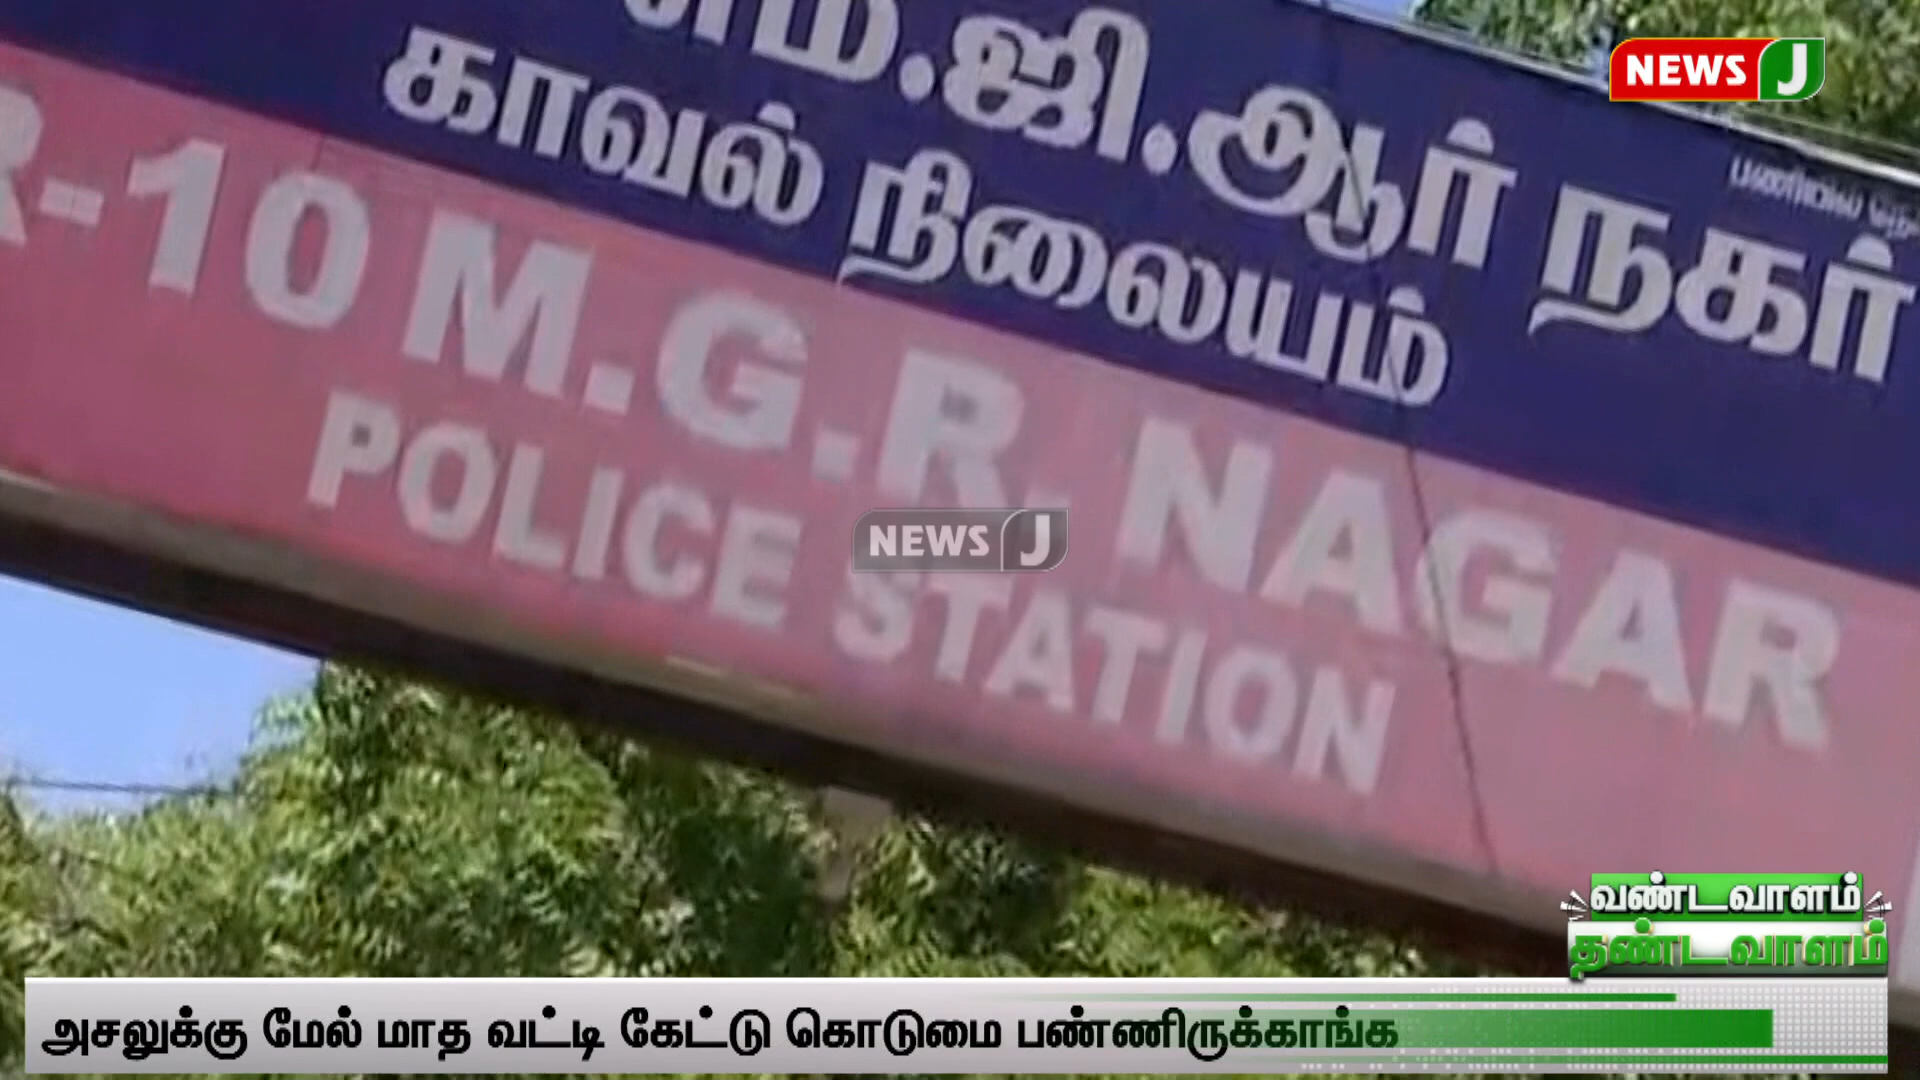 எம்.ஜி.ஆர் நகர்
காவல் நிலையம்
பணியில்
R-10 M.G.R. NAGAR
POLICE STATION
NEWS J
NEWS J
வண்டவாளம்
தண்டவாளம்
அசலுக்கு மேல் மாத வட்டி கேட்டு கொடுமை பண்ணிருக்காங்க